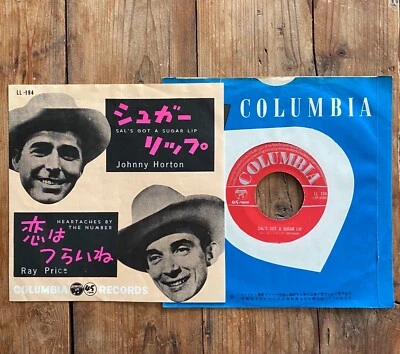 LL-184
シュガー
SAL'S GOT A SUGAR LIP
リップ
Johnny Horton
恋は
HEARTACHES BY
THE NUMBER
つらいね
Ray Price
COLUMBIA RECORDS
COLUMBIA
COLUMBIA
SAL'S GOT A SUGAR LIP